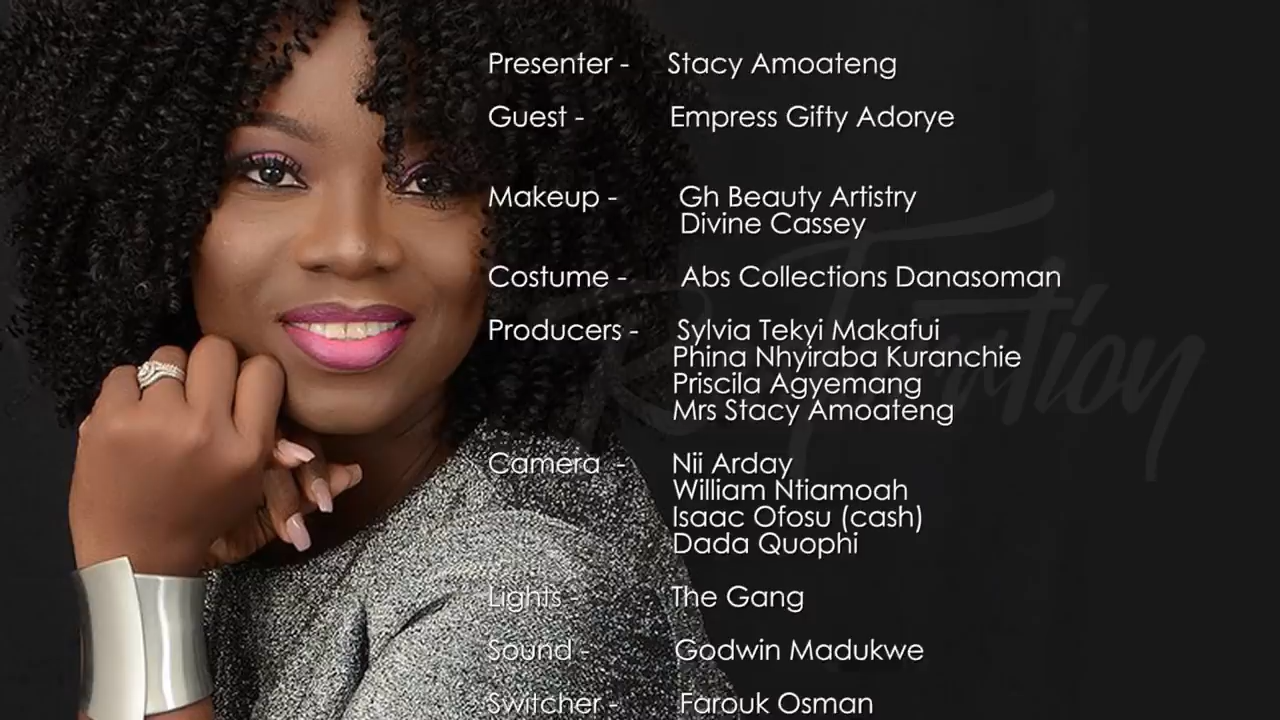 Presenter - Stacy Amoateng
Guest - Empress Gifty Adorye
Makeup - Gh Beauty Artistry
Divine Cassey
Costume - Abs Collections Danasoman
Producers - Sylvia Tekyi Makafui
Phina Nhyiraba Kuranchie
Priscila Agyemang
Mrs Stacy Amoateng
Camera - Nii Arday
William Ntiamoah
Isaac Ofosu (cash)
Dada Quophi
Lights - The Gang
Sound - Godwin Madukwe
Switcher - Farouk Osman